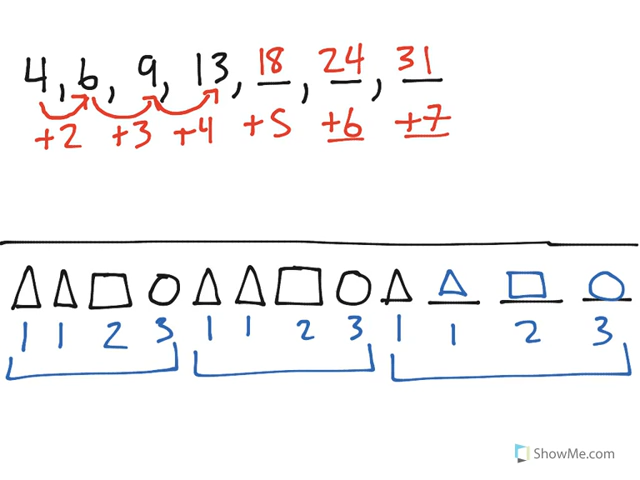 4, 6, 9, 13, 18, 24, 31
+2 +3 +4 +5 +6 +7
1 1 2 3 1 1 2 3 1 1 2 3
ShowMe.com